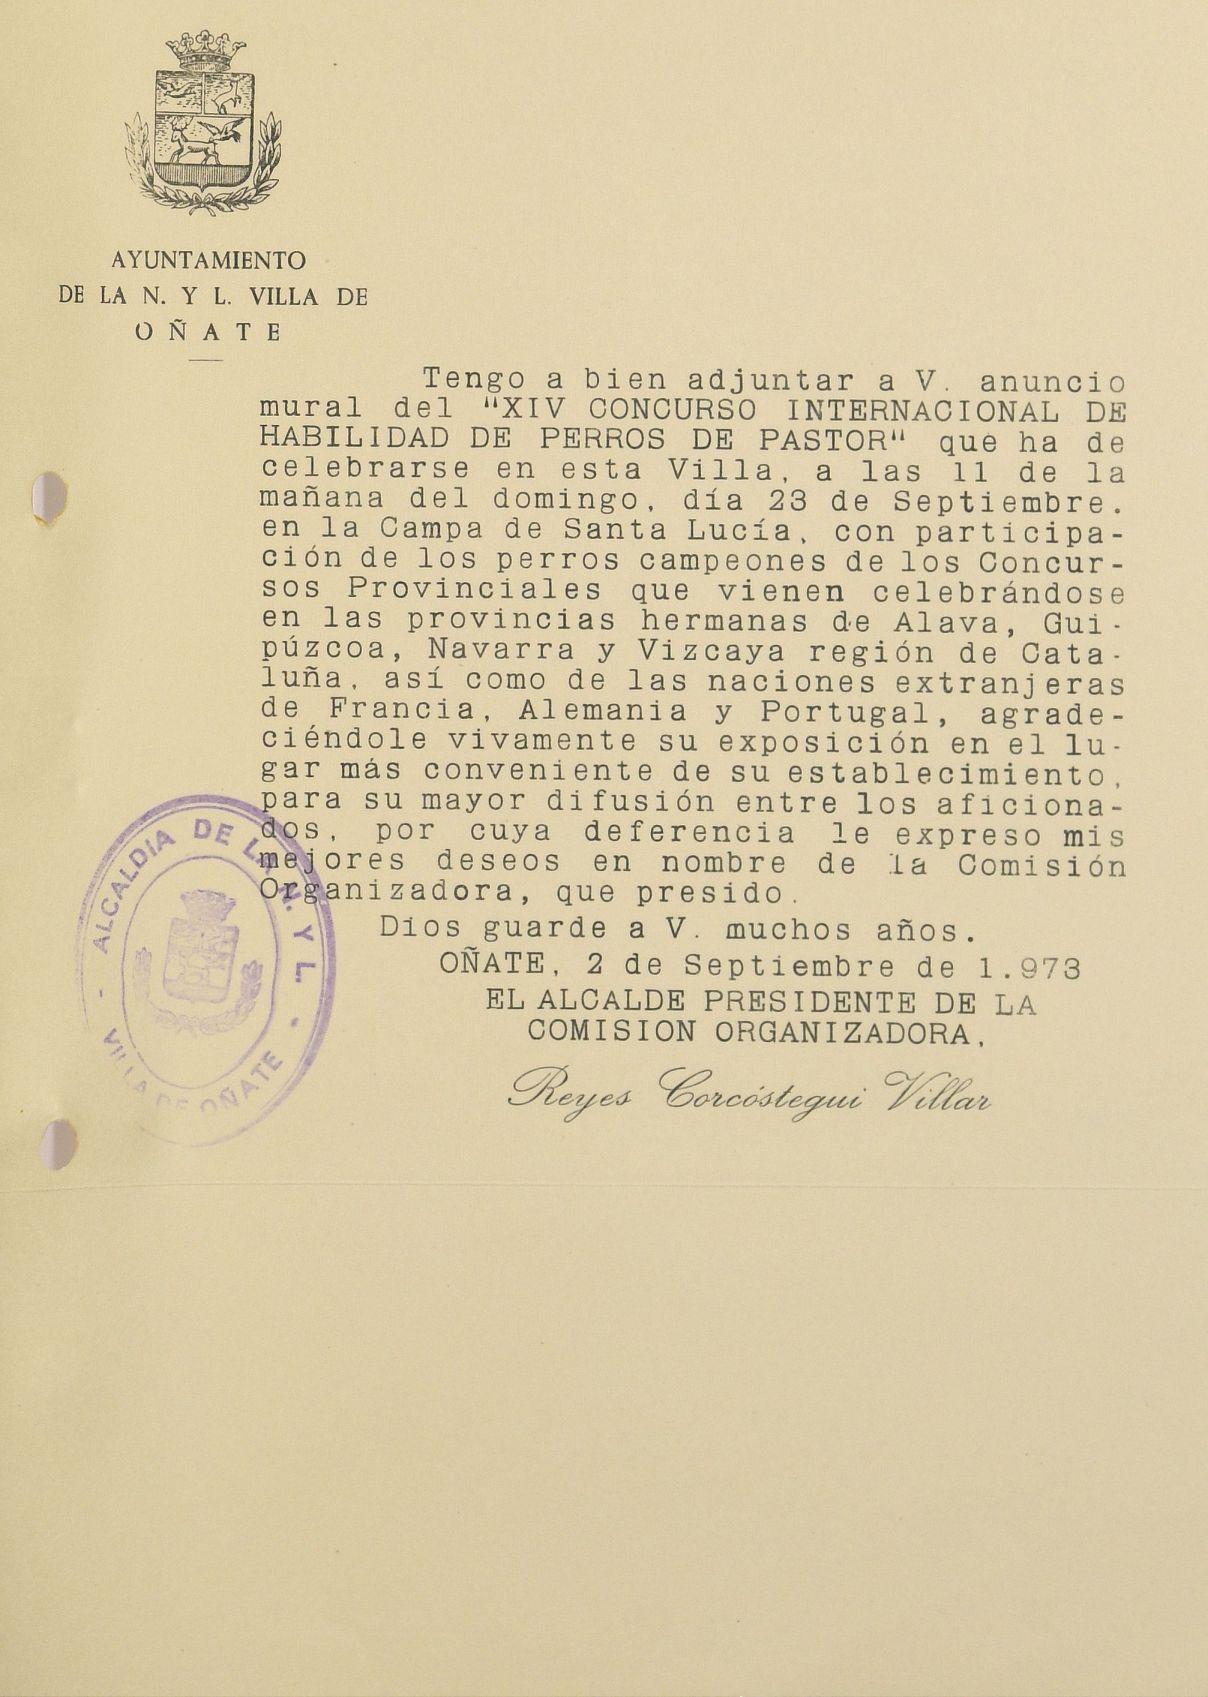 AYUNTAMIENTO
DE LA N. Y L. VILLA DE
OÑATE
Tengo a bien adjuntar a V. anuncio
mural del "XIV CONCURSO INTERNACIONAL DE
HABILIDAD DE PERROS DE PASTOR" que ha de
celebrarse en esta Villa, a las 11 de la
mañana del domingo, día 23 de Septiembre.
en la Campa de Santa Lucía, con participa-
ción de los perros campeones de los Concur-
sos Provinciales que vienen celebrándose
en las provincias hermanas de Alava, Gui-
púzcoa, Navarra y Vizcaya región de Cata-
luña, así como de las naciones extranjeras
de Francia, Alemania y Portugal, agrade-
ciéndole vivamente su exposición en el lu-
gar más conveniente de su establecimiento,
para su mayor difusión entre los aficiona-
dos, por cuya deferencia le expreso mis
mejores deseos en nombre de la Comisión
Organizadora, que presido.
Dios guarde a V. muchos años.
OÑATE, 2 de Septiembre de 1.973
EL ALCALDE PRESIDENTE DE LA
COMISION ORGANIZADORA,
Reyes Corcóstegui Villar
ALCALDIA DE LA N. Y L.
VILLA DE OÑATE